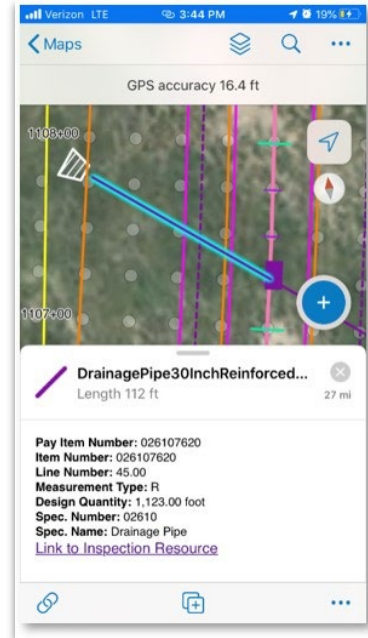 Verizon LTE 3:44 PM 19%
Maps
GPS accuracy 16.4 ft
1108+00
1107+00
DrainagePipe30InchReinforced...
Length 112 ft
27 mi
Pay Item Number: 026107620
Item Number: 026107620
Line Number: 45.00
Measurement Type: R
Design Quantity: 1,123.00 foot
Spec. Number: 02610
Spec. Name: Drainage Pipe
Link to Inspection Resource